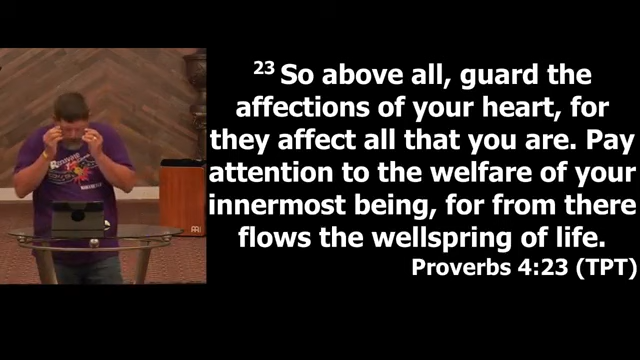 23 So above all, guard the
affections of your heart, for
they affect all that you are. Pay
attention to the welfare of your
innermost being, for from there
flows the wellspring of life.
Proverbs 4:23 (TPT)